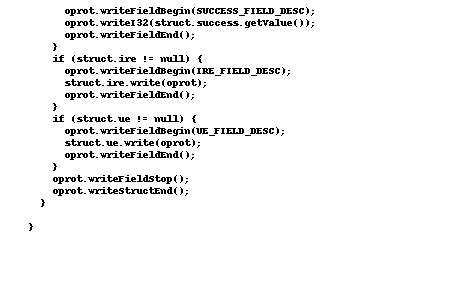 oprot.writeFieldBegin(SUCCESS_FIELD_DESC);
oprot.writeI32(struct.success.getValue());
oprot.writeFieldEnd();
}
if (struct.ire != null) {
oprot.writeFieldBegin(IRE_FIELD_DESC);
struct.ire.write(oprot);
oprot.writeFieldEnd();
}
if (struct.ue != null) {
oprot.writeFieldBegin(UE_FIELD_DESC);
struct.ue.write(oprot);
oprot.writeFieldEnd();
}
oprot.writeFieldStop();
oprot.writeStructEnd();
}
}